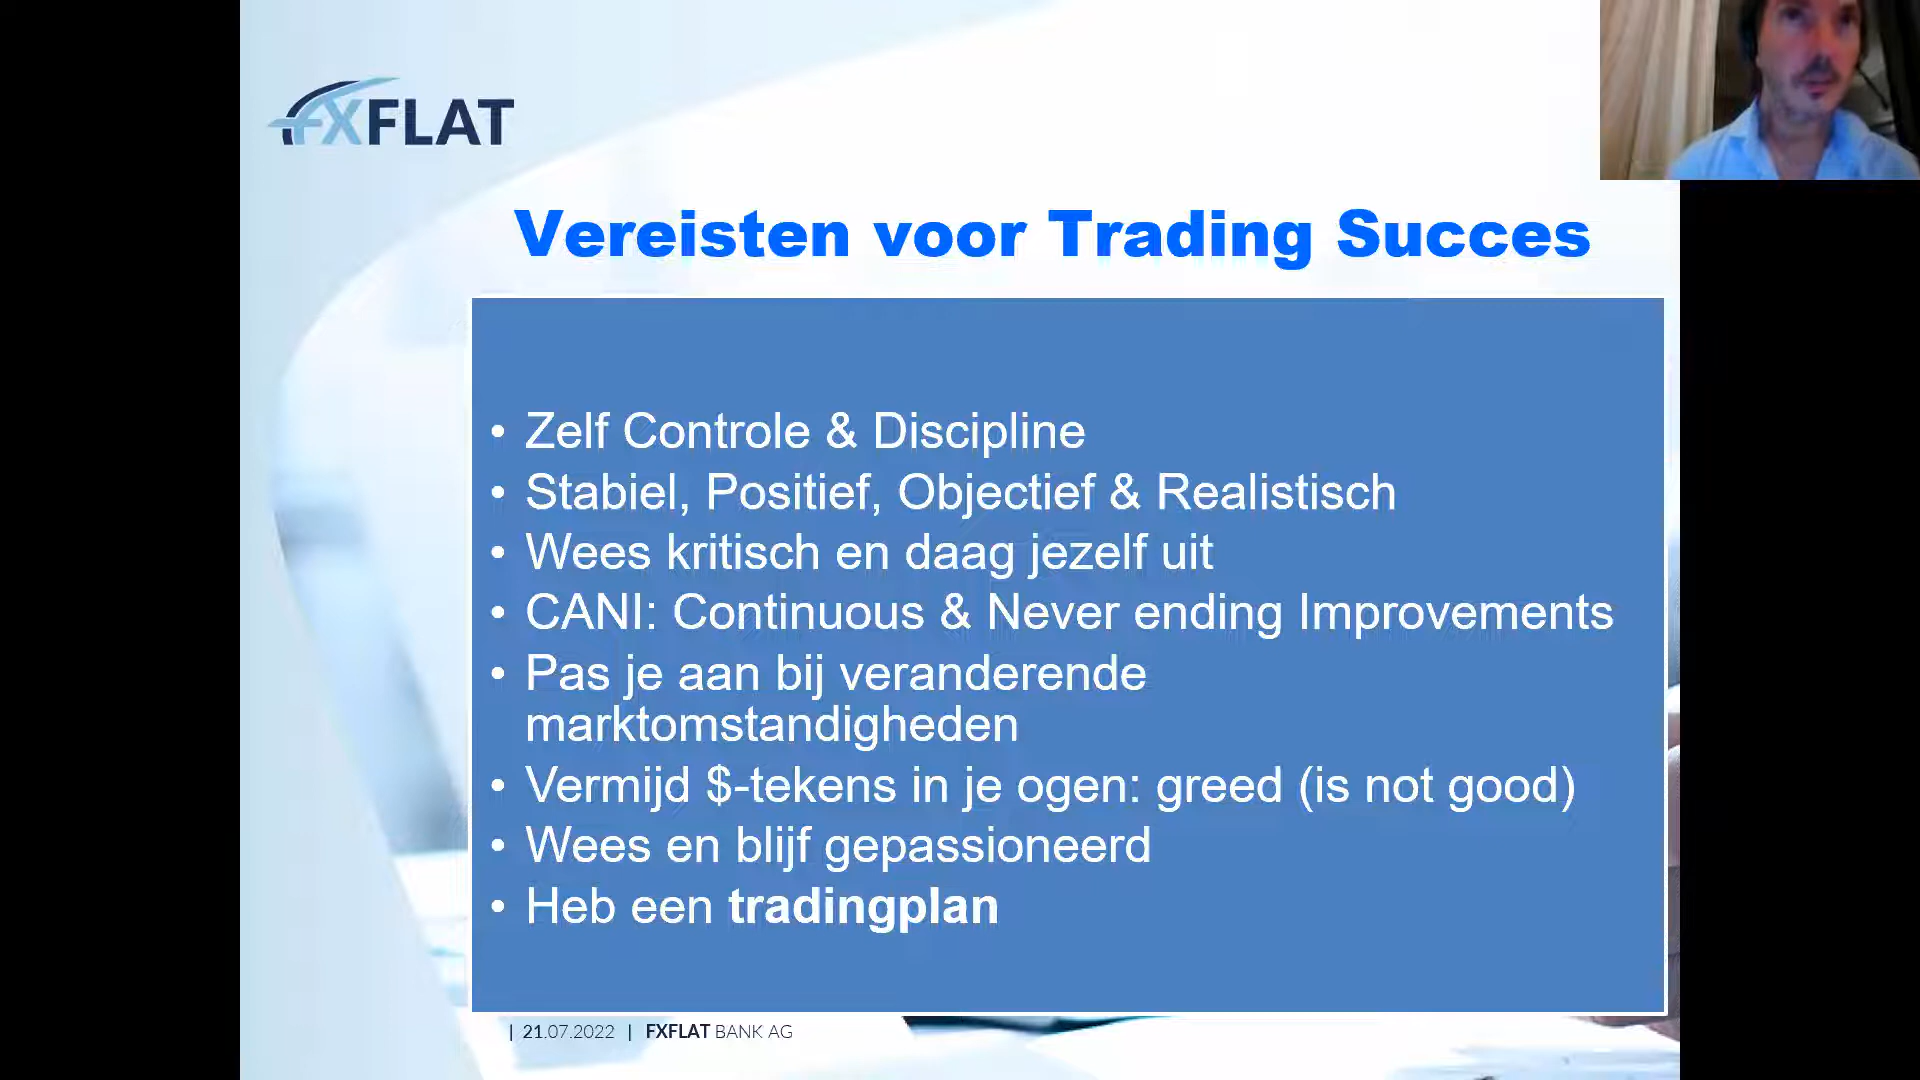 FXFLAT
Vereisten voor Trading Succes
• Zelf Controle & Discipline
• Stabiel, Positief, Objectief & Realistisch
• Wees kritisch en daag jezelf uit
• CANI: Continuous & Never ending Improvements
• Pas je aan bij veranderende
marktomstandigheden
• Vermijd $-tekens in je ogen: greed (is not good)
• Wees en blijf gepassioneerd
• Heb een tradingplan
| 21.07.2022 | FXFLAT BANK AG